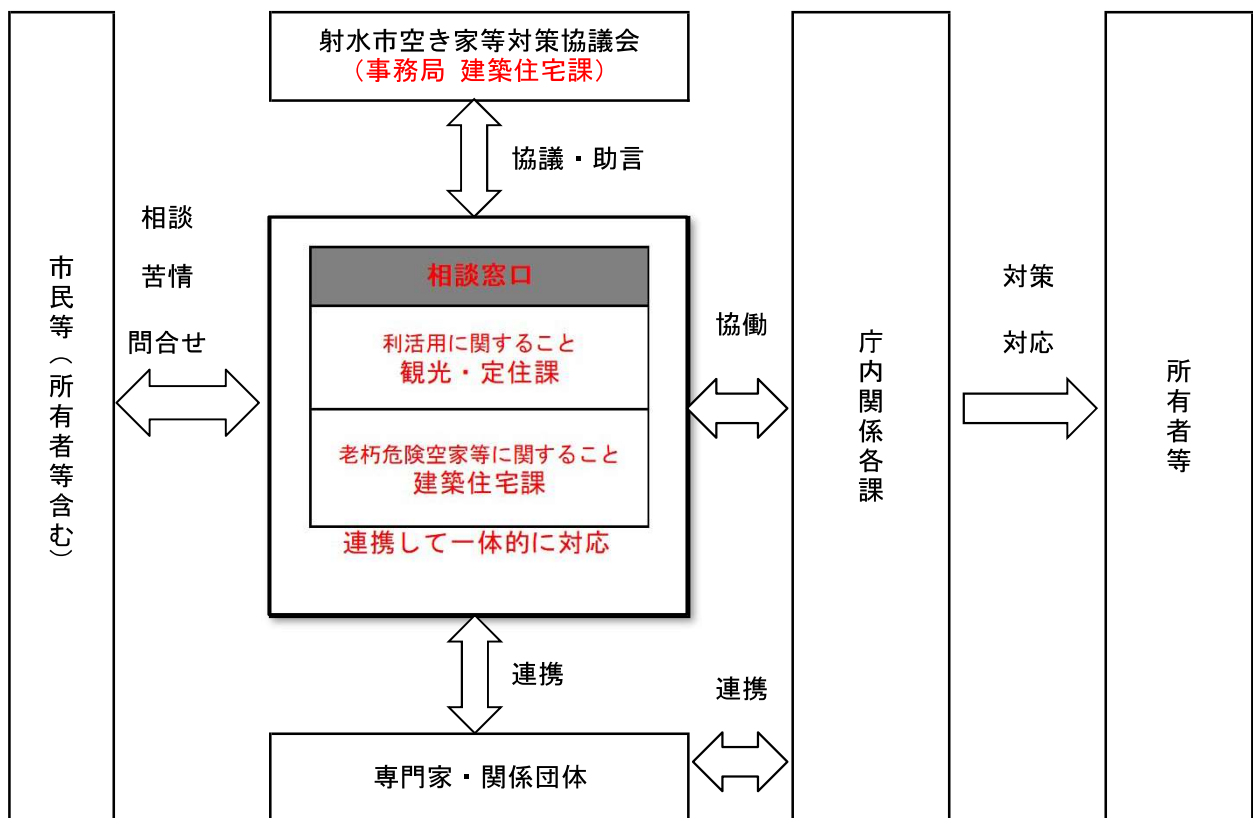 射水市空き家等対策協議会
（事務局 建築住宅課）
協議・助言
市民等（所有者等含む）
相談
苦情
問合せ
相談窓口
利活用に関すること
観光・定住課
老朽危険空家等に関すること
建築住宅課
連携して一体的に対応
協働
庁内関係各課
対策
対応
所有者等
連携
連携
専門家・関係団体